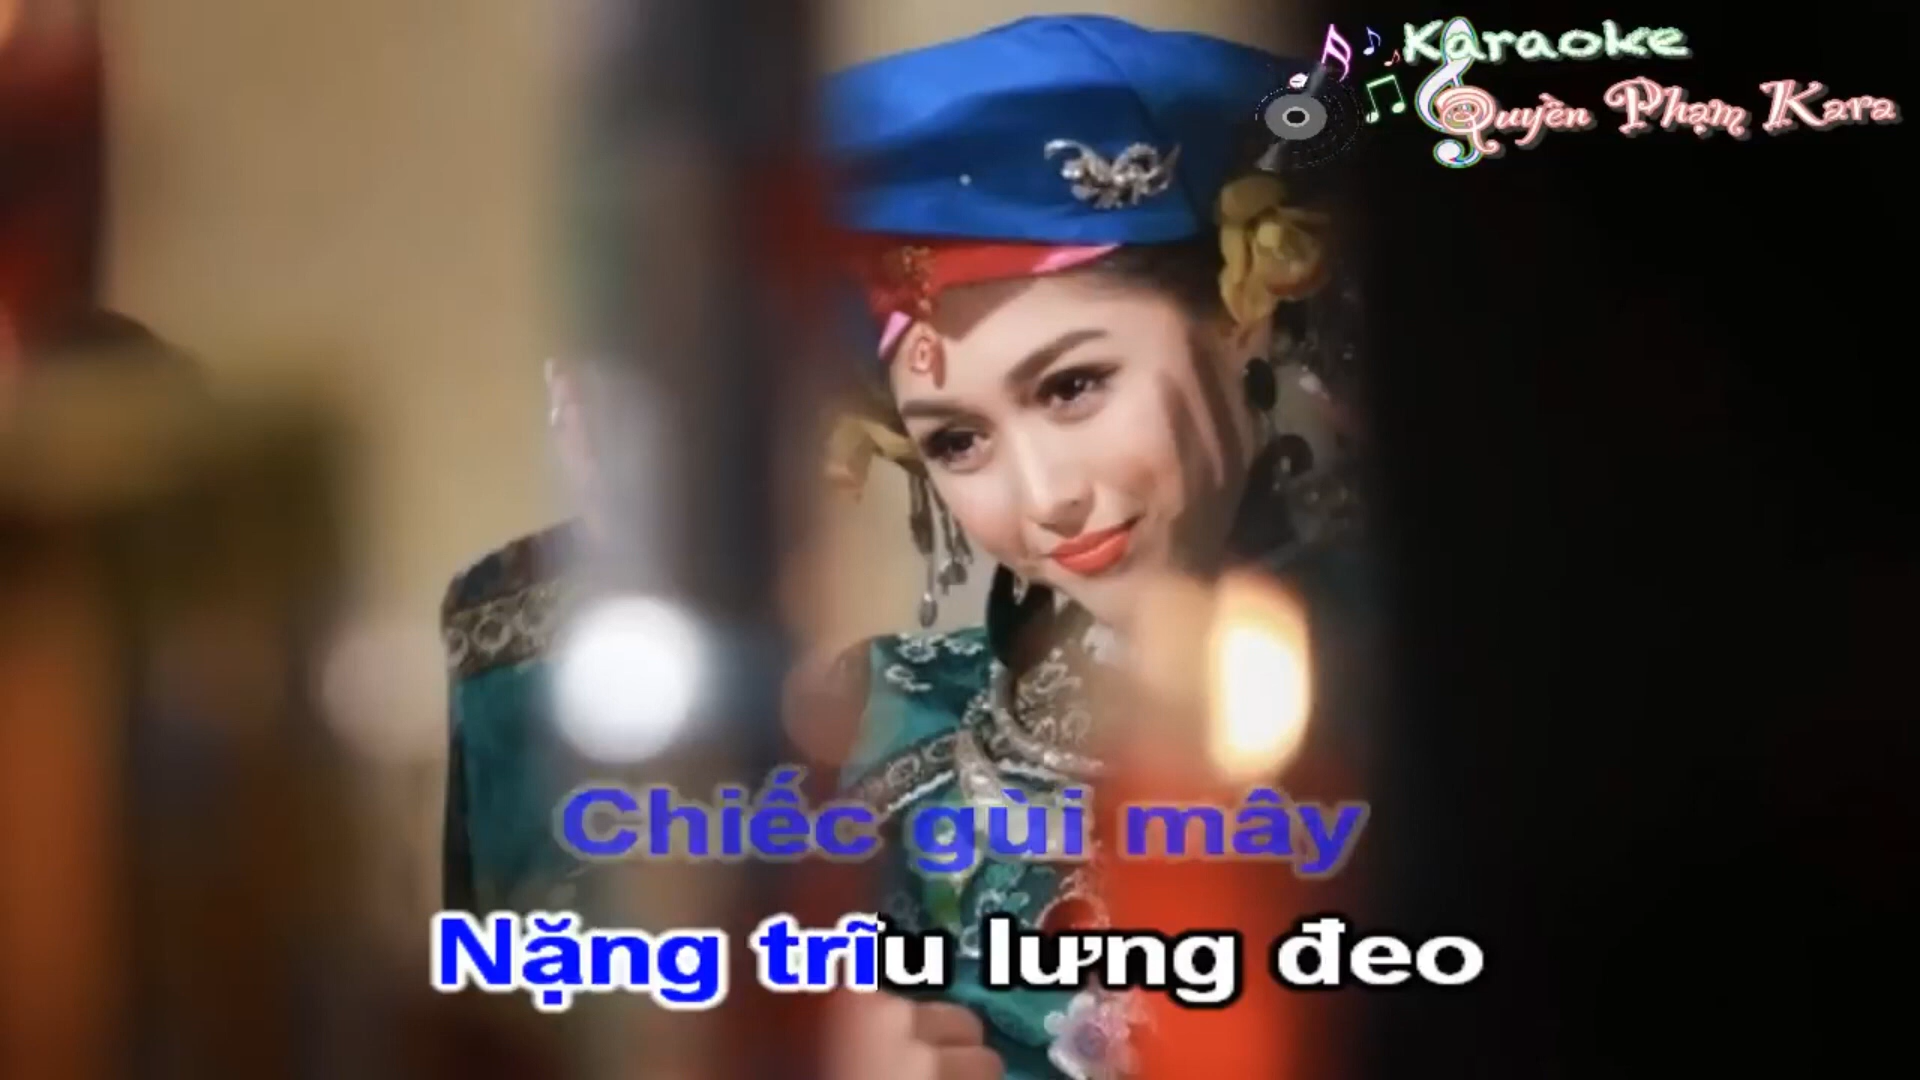 Karaoke
Quyền Phạm Kara
Chiếc gùi mây
Nặng trĩu lưng đeo